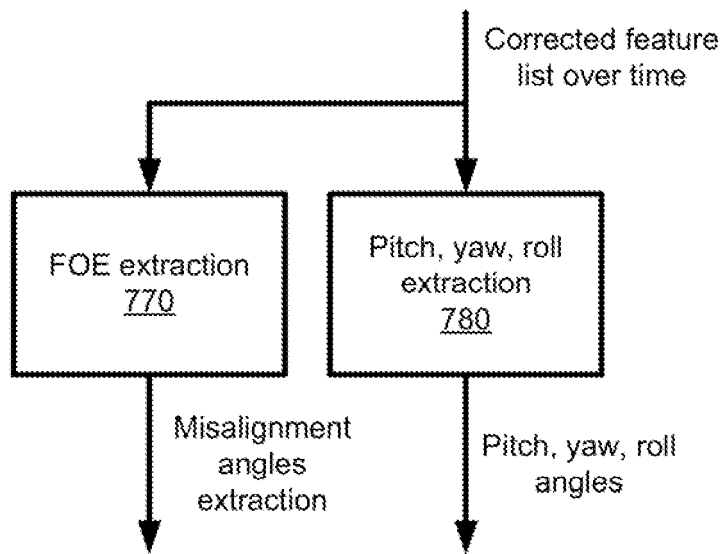 Corrected feature
list over time
FOE extraction
770
Pitch, yaw, roll
extraction
780
Misalignment
angles
extraction
Pitch, yaw, roll
angles